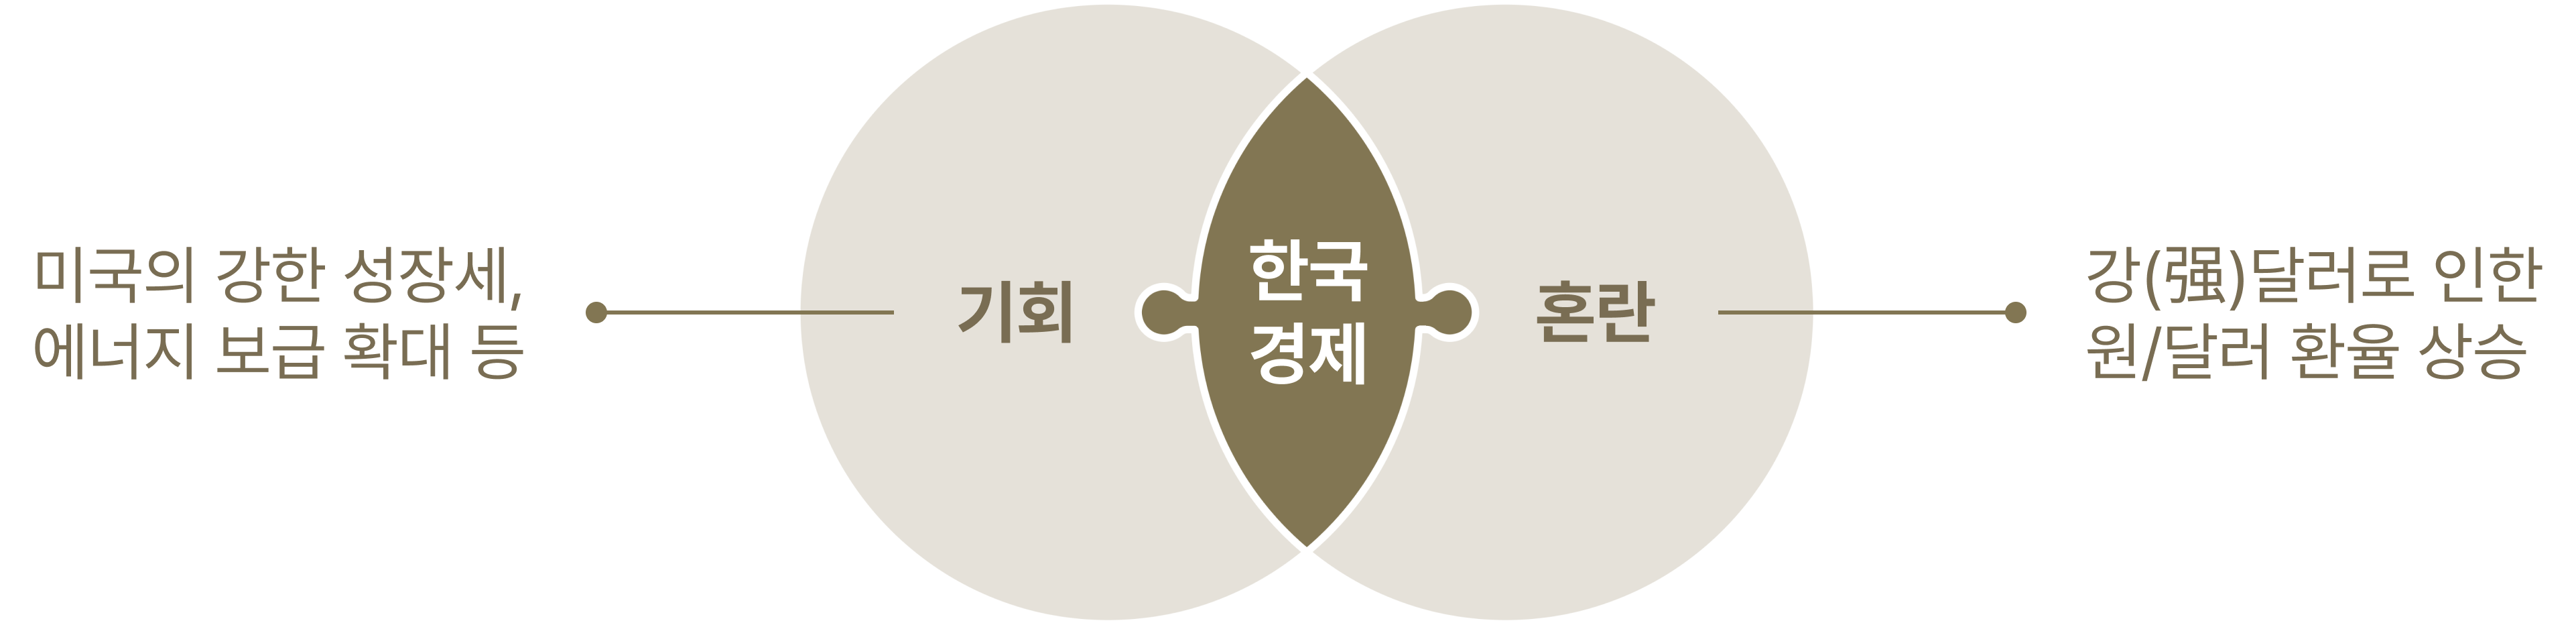 미국의 강한 성장세,
에너지 보급 확대 등
기회
한국
경제
혼란
강(强)달러로 인한
원/달러 환율 상승